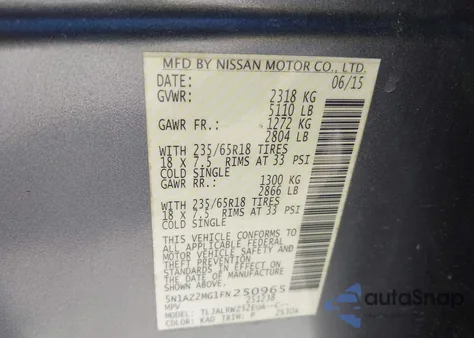 MFD BY NISSAN MOTOR CO., LTD.
DATE: 06/15
GVWR: 2318 KG
5110 LB
GAWR FR.: 1272 KG
2804 LB
WITH 235/65R18 TIRES
18 X 7.5 RIMS AT 33 PSI
COLD SINGLE
GAWR RR.: 1300 KG
2866 LB
WITH 235/65R18 TIRES
18 X 7.5 RIMS AT 33 PSI
COLD SINGLE
THIS VEHICLE CONFORMS TO
ALL APPLICABLE FEDERAL
MOTOR VEHICLE SAFETY AND
THEFT PREVENTION STANDARDS
IN EFFECT ON THE DATE
OF MANUFACTURE
5N1AZ2MG1FN250965
MPV 251238
MODEL:
COLOR: KAD TRIM: P
autoSnap